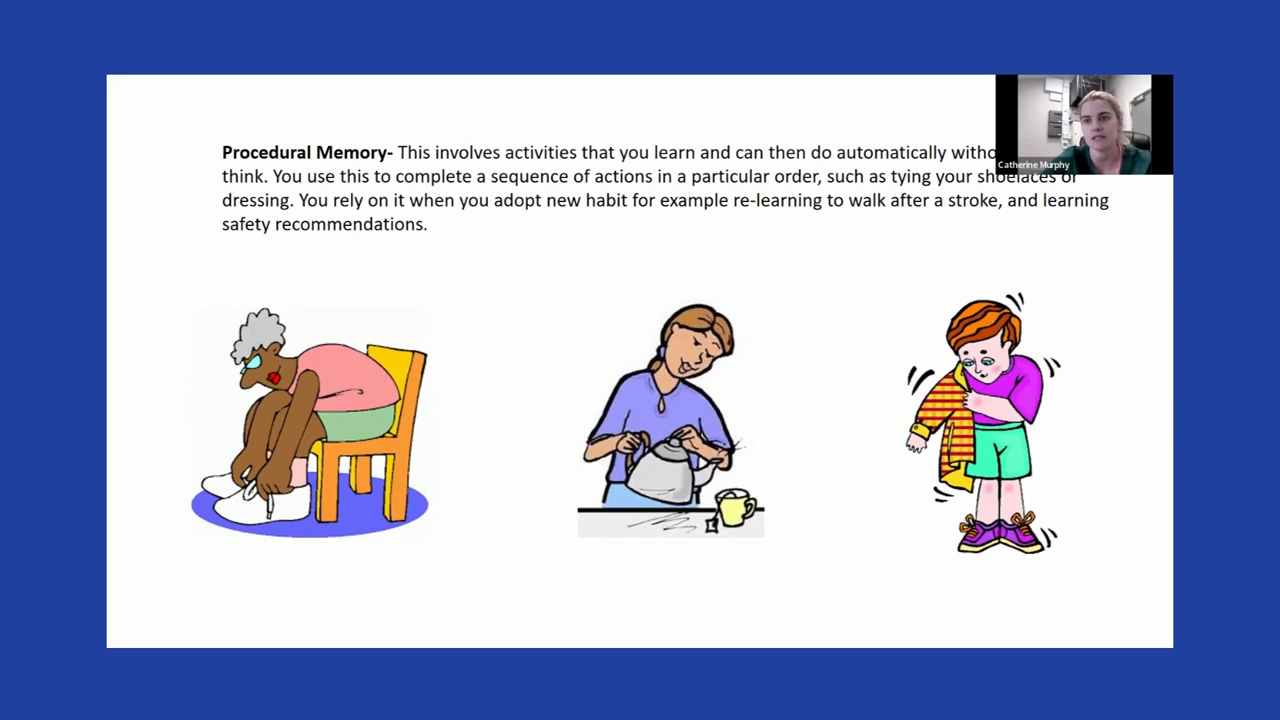 Procedural Memory- This involves activities that you learn and can then do automatically
think. You use this to complete a sequence of actions in a particular order, such as tying your shoelaces or
dressing. You rely on it when you adopt new habit for example re-learning to walk after a stroke, and learning
safety recommendations.
Catherine Murphy